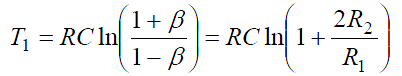 T₁ = RC ln((1 + β)/(1 − β)) = RC ln(1 + 2R₂/R₁)